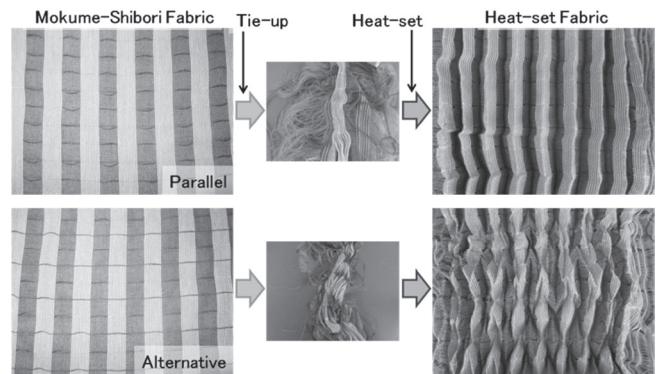 Mokume-Shibori Fabric
Tie-up
Heat-set
Heat-set Fabric
Parallel
Alternative